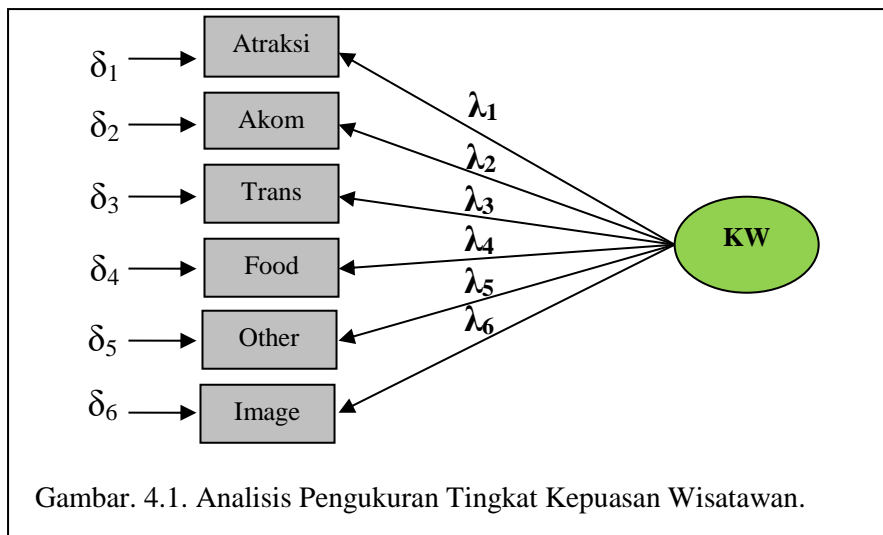 δ1
Atraksi
λ1
δ2
Akom
λ2
δ3
Trans
λ3
KW
δ4
Food
λ4
δ5
Other
λ5
δ6
Image
λ6
Gambar. 4.1. Analisis Pengukuran Tingkat Kepuasan Wisatawan.